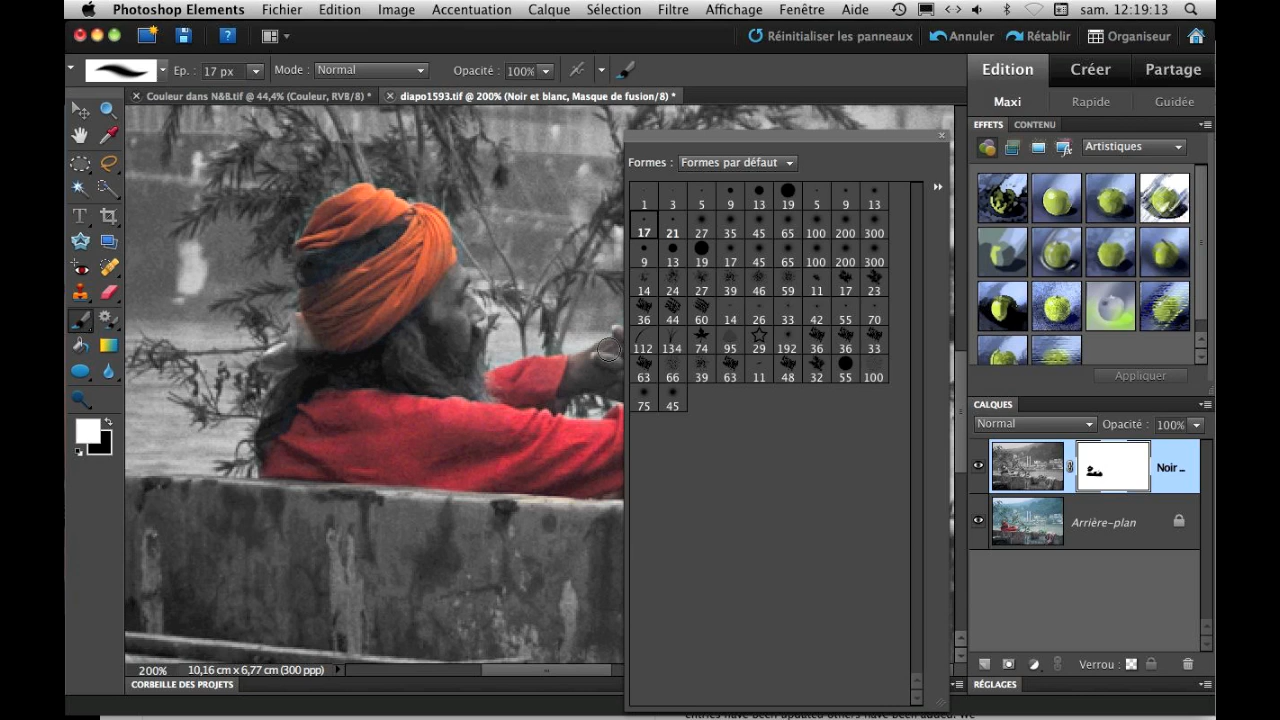 Photoshop Elements Fichier Edition Image Accentuation Calque Sélection Filtre Affichage Fenêtre Aide sam. 12:19:13
Réinitialiser les panneaux Annuler Rétablir Organiseur
Ep. : 17 px Mode : Normal Opacité : 100%
Edition Créer Partage
Couleur dans N&B.tif @ 44,4% (Couleur, RVB/8) * diapo1593.tif @ 200% (Noir et blanc, Masque de fusion/8) *
Maxi Rapide Guidée
EFFETS CONTENU
Artistiques
Formes : Formes par défaut
1 3 5 9 13 19 5 9 13
17 21 27 35 45 65 100 200 300
9 13 19 17 45 65 100 200 300
14 24 27 39 46 59 11 17 23
36 44 60 14 26 33 42 55 70
112 134 74 95 29 192 36 36 33
63 66 39 63 11 48 32 55 100
75 45
Appliquer
CALQUES
Normal Opacité : 100%
Noir ...
Arrière-plan
Verrou :
200% 10,16 cm x 6,77 cm (300 ppp)
CORBEILLE DES PROJETS
RÉGLAGES